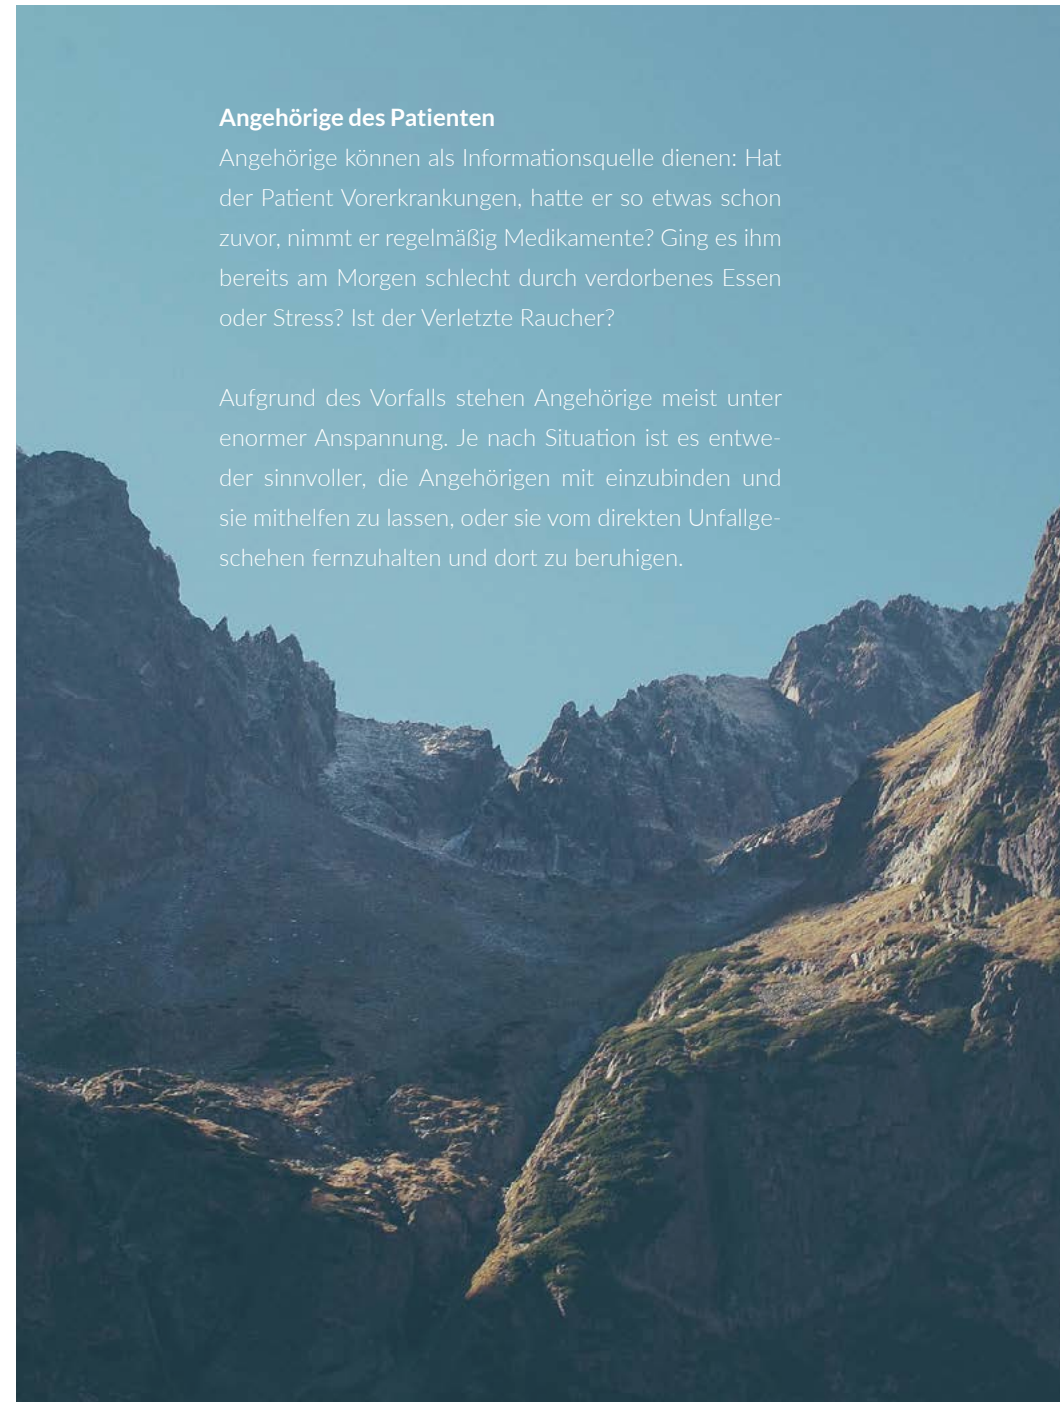 Angehörige des Patienten
Angehörige können als Informationsquelle dienen: Hat
der Patient Vorerkrankungen, hatte er so etwas schon
zuvor, nimmt er regelmäßig Medikamente? Ging es ihm
bereits am Morgen schlecht durch verdorbenes Essen
oder Stress? Ist der Verletzte Raucher?
Aufgrund des Vorfalls stehen Angehörige meist unter
enormer Anspannung. Je nach Situation ist es entwe-
der sinnvoller, die Angehörigen mit einzubinden und
sie mithelfen zu lassen, oder sie vom direkten Unfallge-
schehen fernzuhalten und dort zu beruhigen.